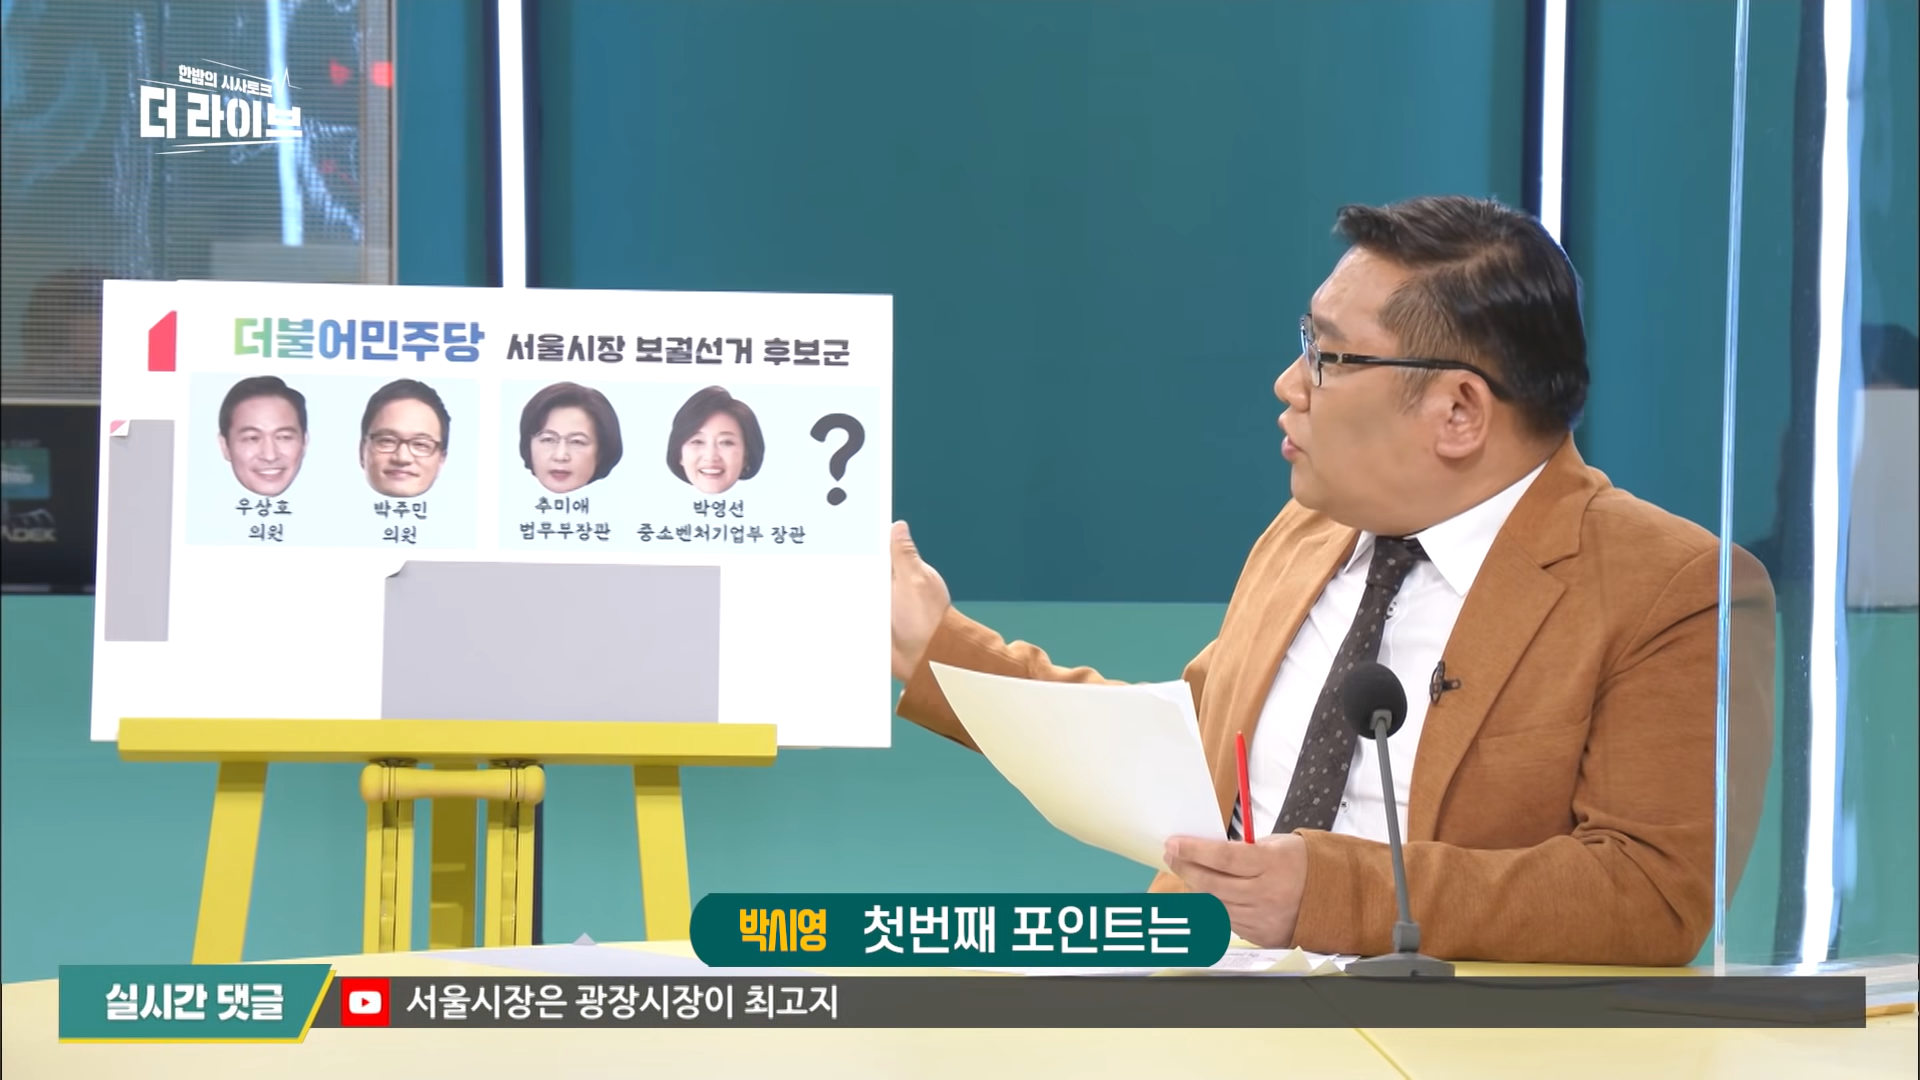 한밤의 시사토크
더 라이브
더불어민주당 서울시장 보궐선거 후보군
우상호
의원
박주민
의원
추미애
법무부장관
박영선
중소벤처기업부 장관
?
박시영 첫번째 포인트는
실시간 댓글 서울시장은 광장시장이 최고지